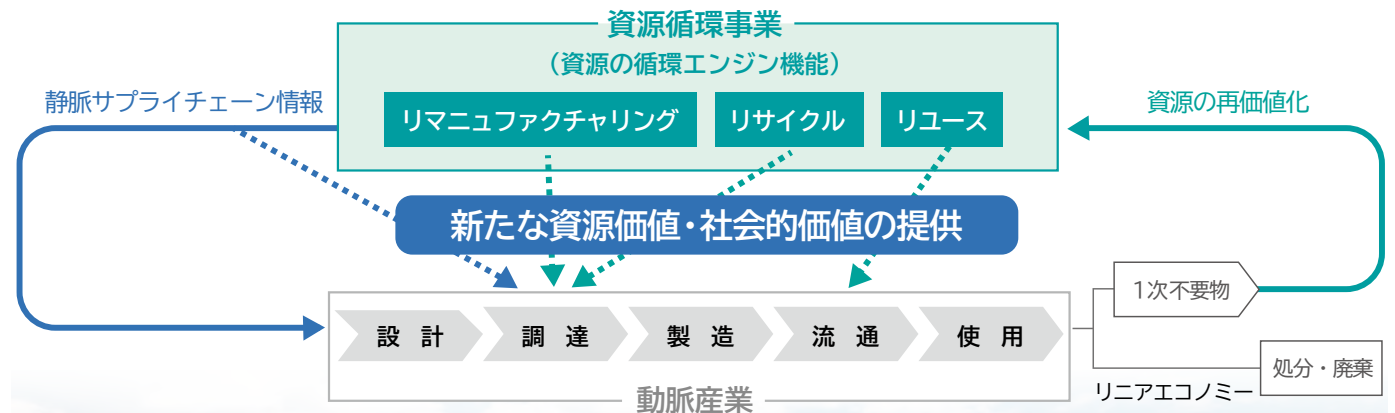 資源循環事業
（資源の循環エンジン機能）
静脈サプライチェーン情報
資源の再価値化
リマニュファクチャリング
リサイクル
リユース
新たな資源価値・社会的価値の提供
1次不要物
設 計
調 達
製 造
流 通
使 用
処分・廃棄
リニアエコノミー
動脈産業